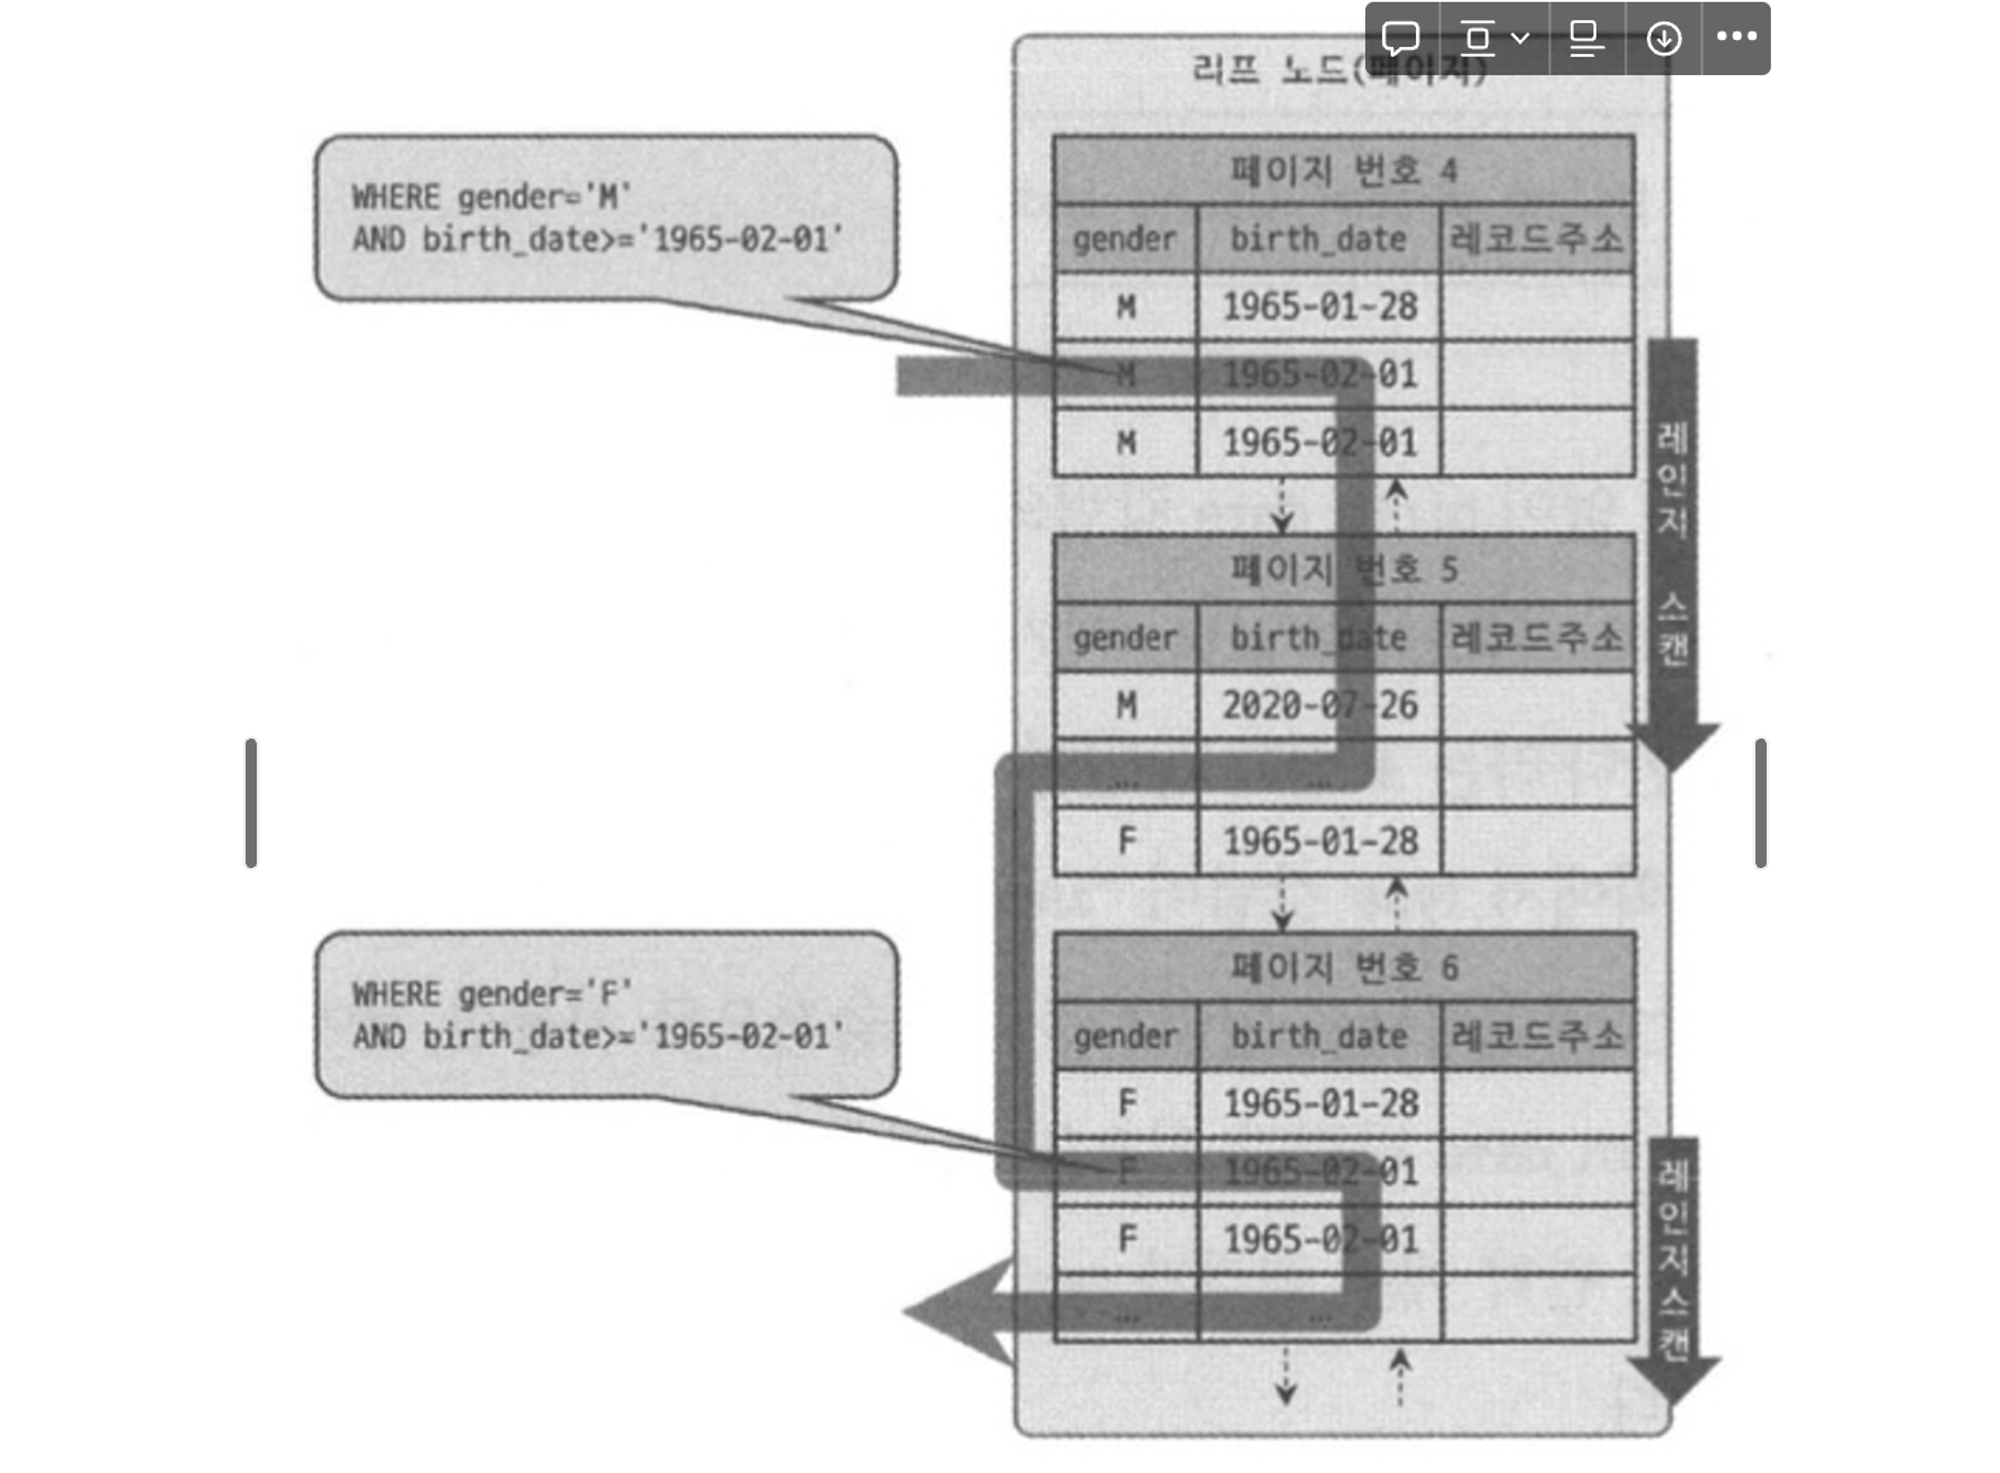 리프 노드(페이지)
WHERE gender='M'
AND birth_date>='1965-02-01'
페이지 번호 4
gender birth_date 레코드주소
M 1965-01-28
M 1965-02-01
M 1965-02-01
레인지 스캔
페이지 번호 5
gender birth_date 레코드주소
M 2020-07-26
... ...
F 1965-01-28
WHERE gender='F'
AND birth_date>='1965-02-01'
페이지 번호 6
gender birth_date 레코드주소
F 1965-01-28
F 1965-02-01
F 1965-02-01
... ...
레인지스캔